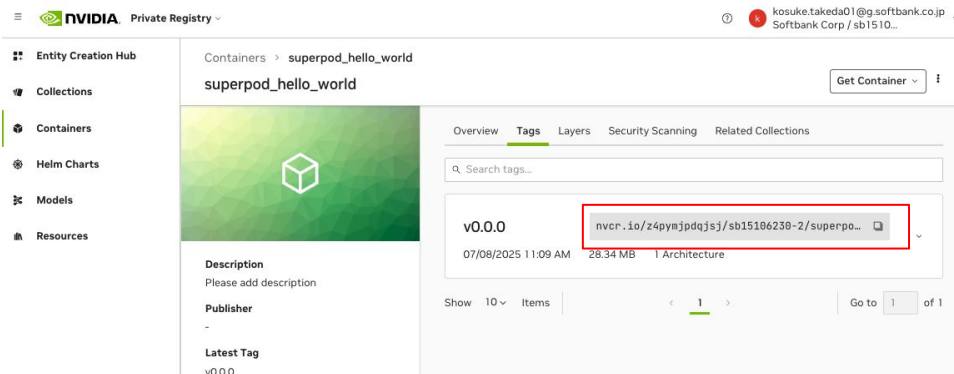 NVIDIA. Private Registry
kosuke.takeda01@g.softbank.co.jp
k
Softbank Corp / sb1510...
Entity Creation Hub
Collections
Containers
Helm Charts
Models
Resources
Containers > superpod_hello_world
superpod_hello_world
Get Container
Description
Please add description
Publisher
-
Latest Tag
v0.0.0
Overview Tags Layers Security Scanning Related Collections
Search tags...
v0.0.0
nvcr.io/z4pymjpdqjsj/sb15106230-2/superpo...
07/08/2025 11:09 AM 28.34 MB 1 Architecture
Show 10 Items
< 1 >
Go to 1 of 1